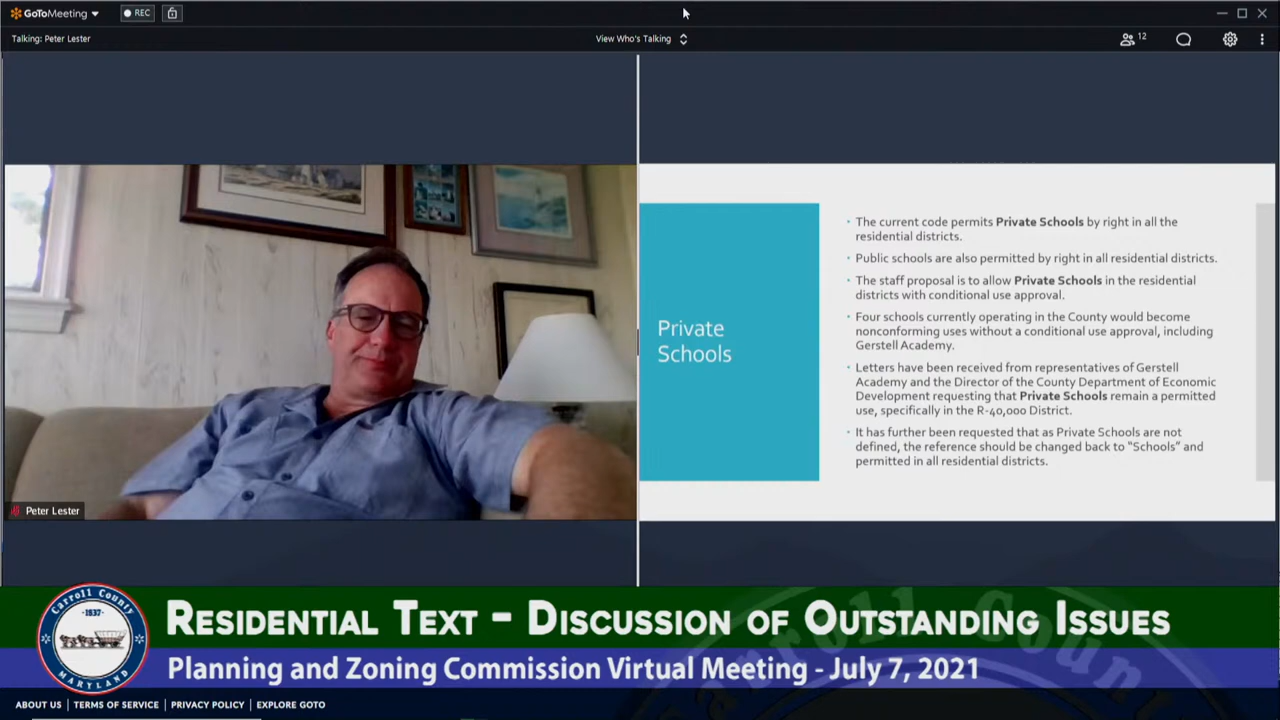 GoToMeeting
REC
Talking: Peter Lester
View Who's Talking
12
Private
Schools
• The current code permits Private Schools by right in all the
residential districts.
• Public schools are also permitted by right in all residential districts.
• The staff proposal is to allow Private Schools in the residential
districts with conditional use approval.
• Four schools currently operating in the County would become
nonconforming uses without a conditional use approval, including
Gerstell Academy.
• Letters have been received from representatives of Gerstell
Academy and the Director of the County Department of Economic
Development requesting that Private Schools remain a permitted
use, specifically in the R-40,000 District.
• It has further been requested that as Private Schools are not
defined, the reference should be changed back to "Schools" and
permitted in all residential districts.
Peter Lester
Carroll County
1837
MARYLAND
Residential Text - Discussion of Outstanding Issues
Planning and Zoning Commission Virtual Meeting - July 7, 2021
Carroll Coun
ABOUT US | TERMS OF SERVICE | PRIVACY POLICY | EXPLORE GOTO